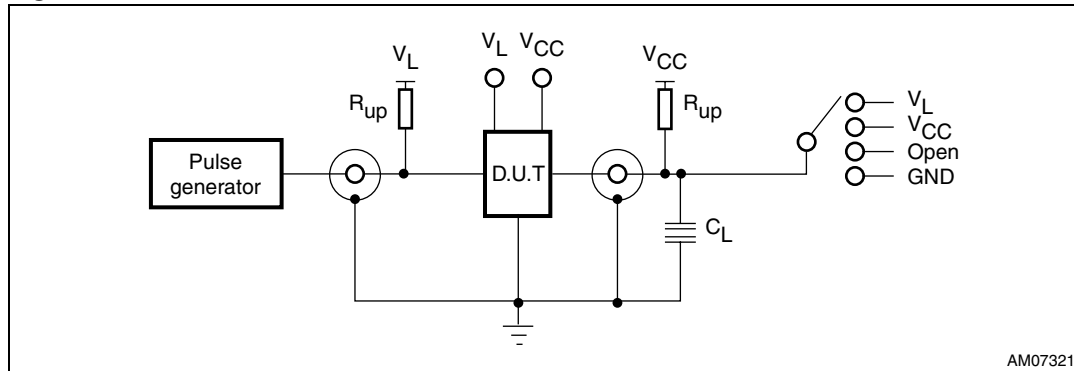 V_L V_L V_CC V_CC
R_up R_up
V_L
V_CC
Open
GND
Pulse
generator
D.U.T
C_L
AM07321